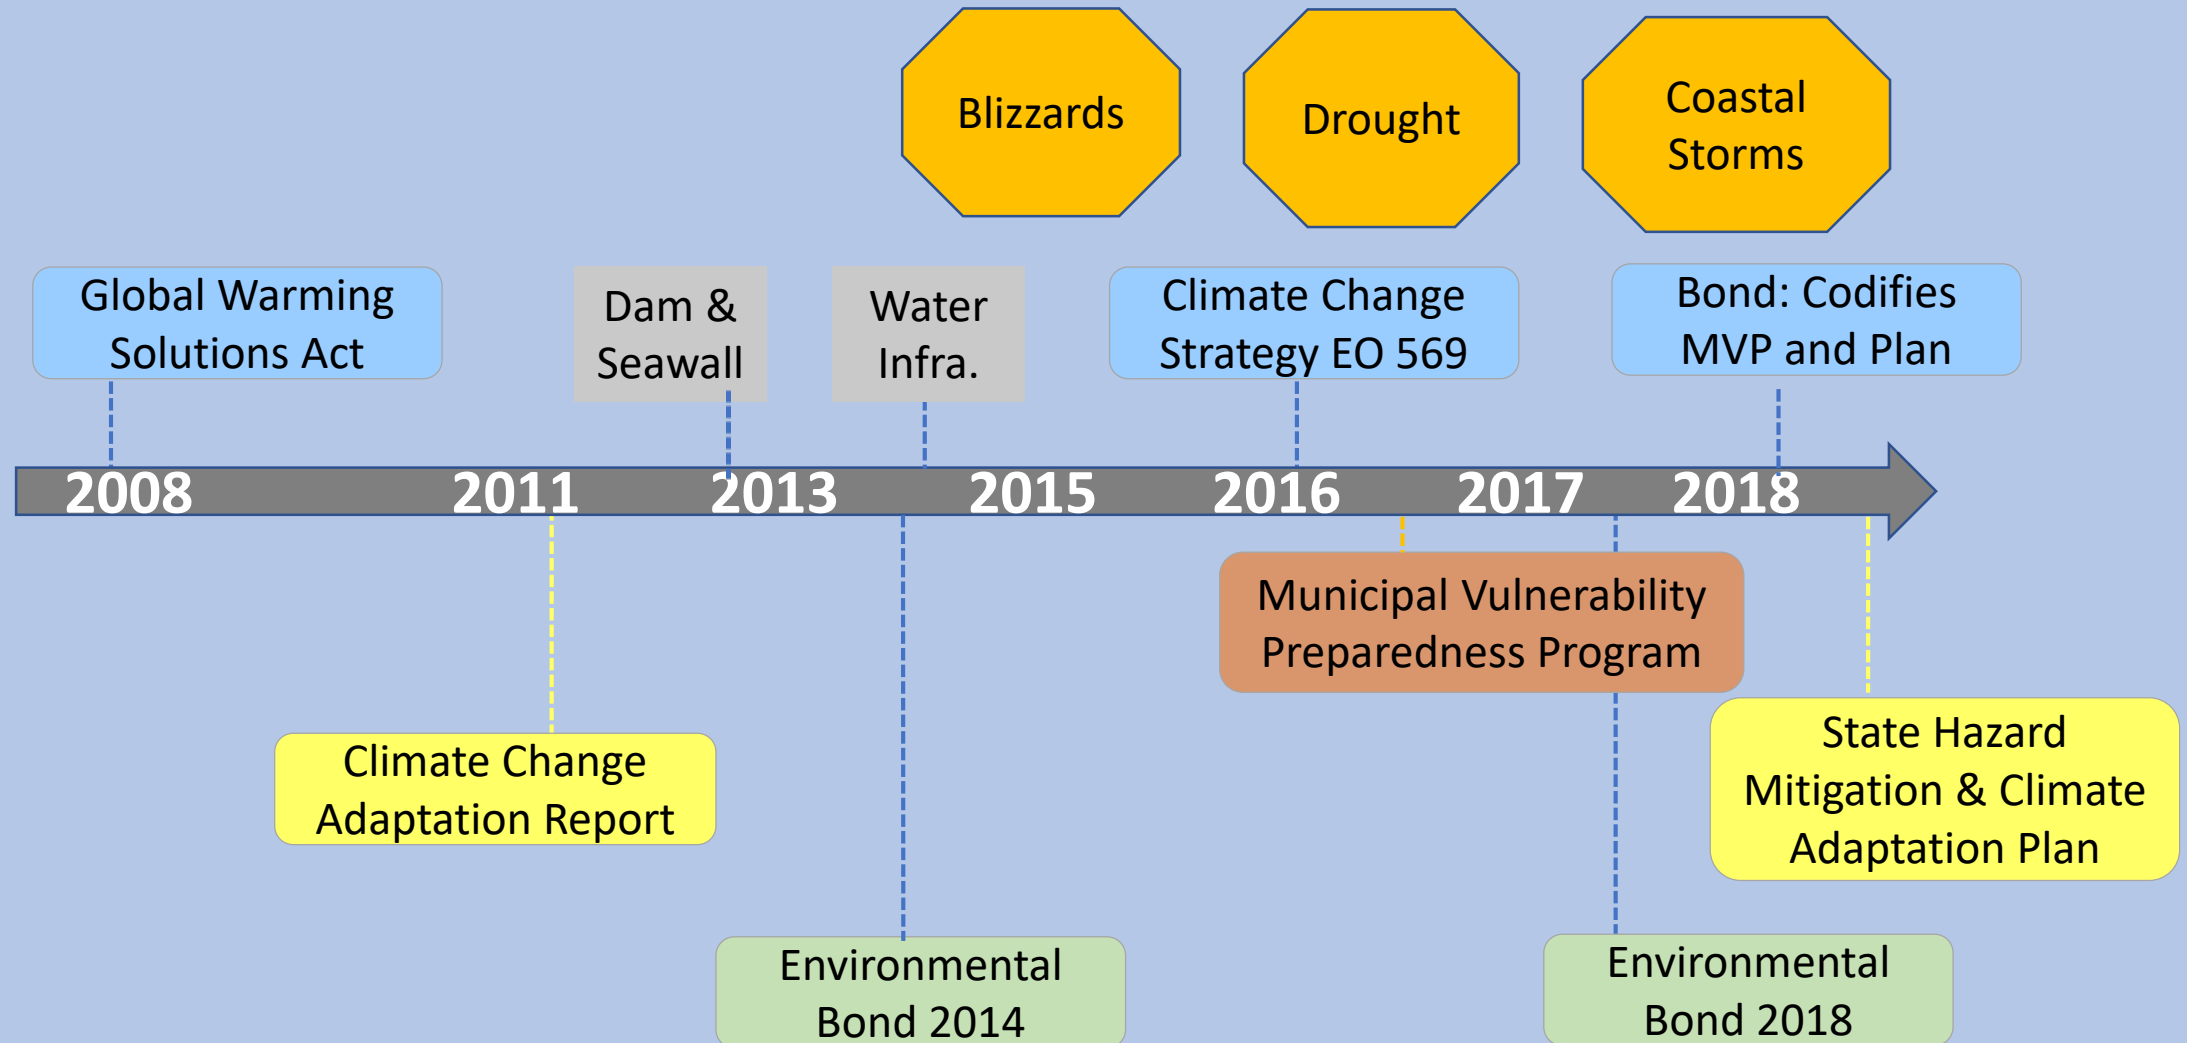 Blizzards
Drought
Coastal
Storms
Global Warming
Solutions Act
Dam &
Seawall
Water
Infra.
Climate Change
Strategy EO 569
Bond: Codifies
MVP and Plan
2008
2011
2013
2015
2016
2017
2018
Municipal Vulnerability
Preparedness Program
Climate Change
Adaptation Report
State Hazard
Mitigation & Climate
Adaptation Plan
Environmental
Bond 2014
Environmental
Bond 2018